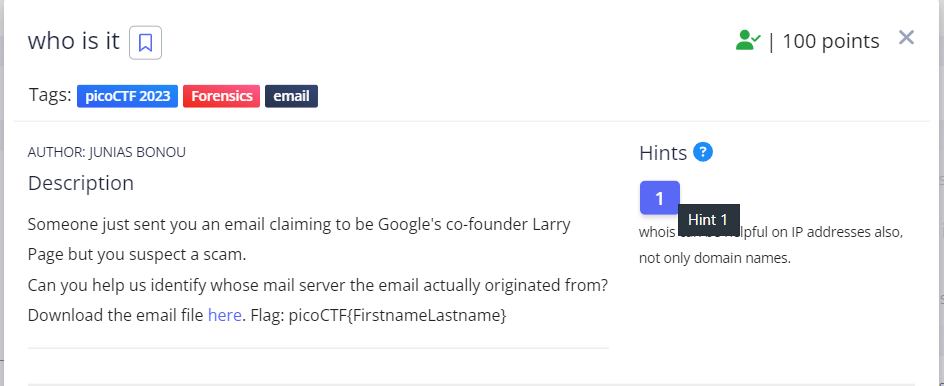 who is it
| 100 points
Tags: picoCTF 2023 Forensics email
AUTHOR: JUNIAS BONOU
Description
Someone just sent you an email claiming to be Google's co-founder Larry
Page but you suspect a scam.
Can you help us identify whose mail server the email actually originated from?
Download the email file here. Flag: picoCTF{FirstnameLastname}
Hints ?
1
Hint 1
whois helpful on IP addresses also,
not only domain names.